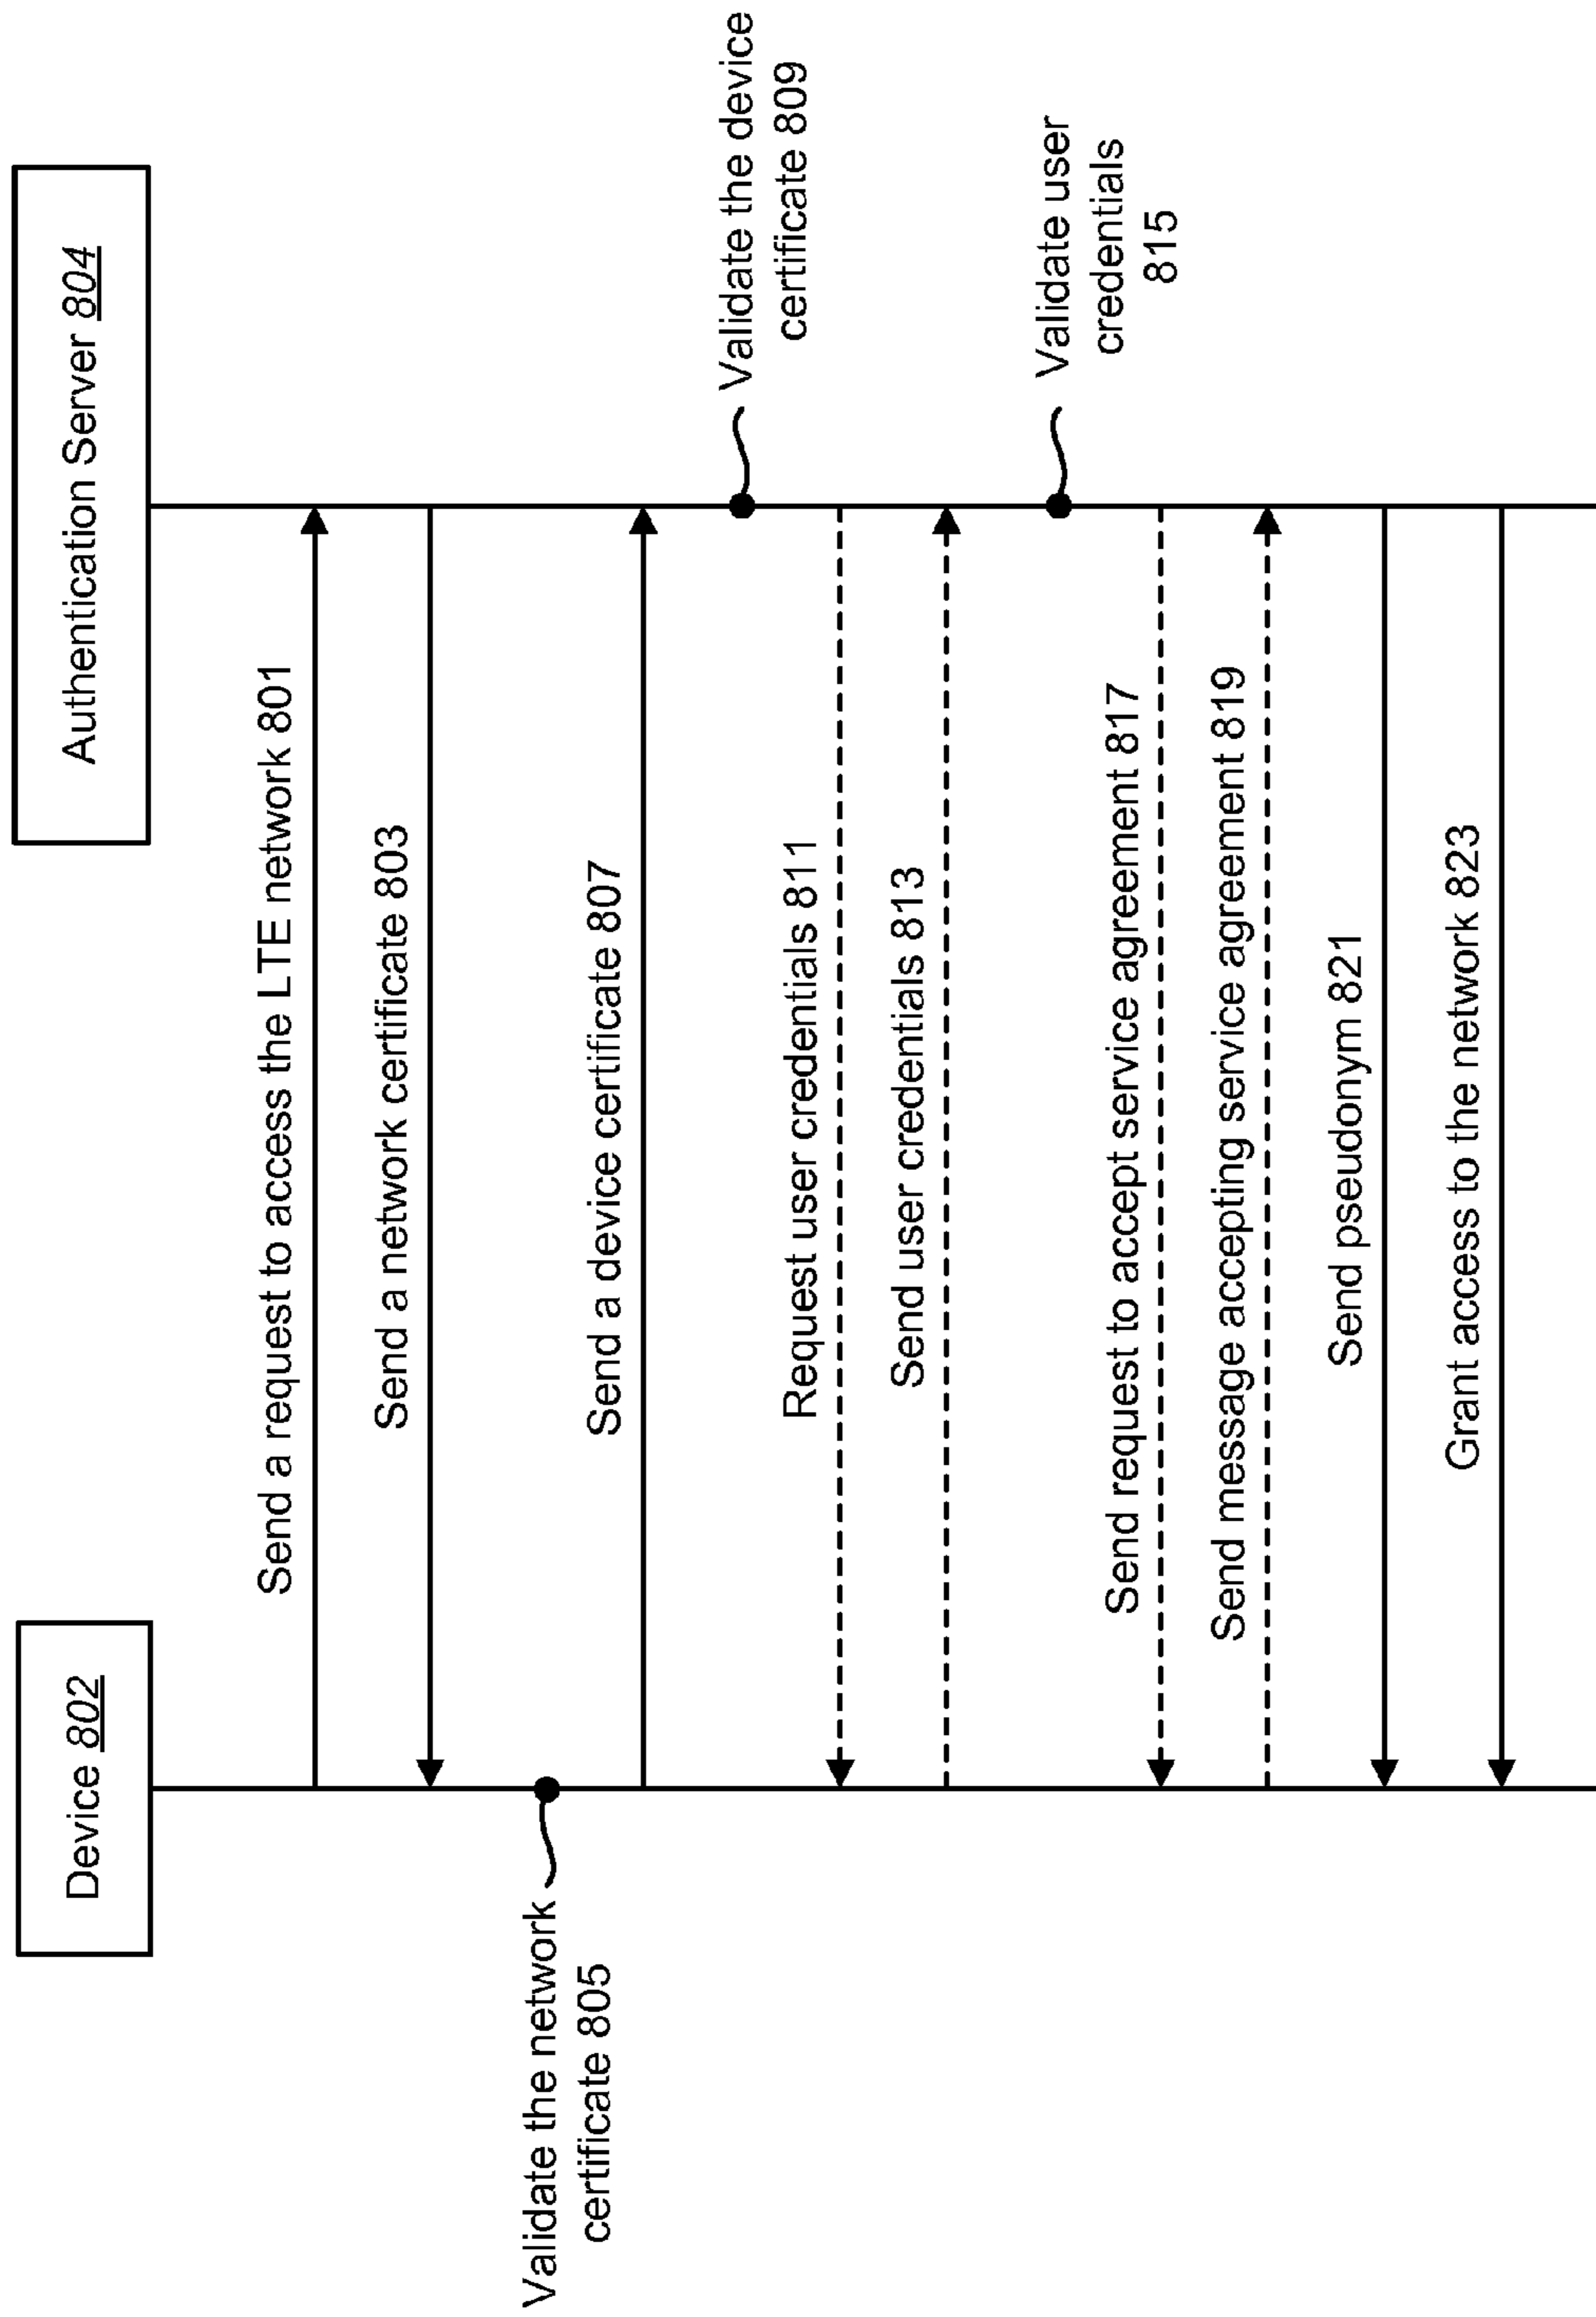 Device 802
Authentication Server 804
Send a request to access the LTE network 801
Send a network certificate 803
Validate the network
certificate 805
Send a device certificate 807
Validate the device
certificate 809
Request user credentials 811
Send user credentials 813
Validate user
credentials
815
Send request to accept service agreement 817
Send message accepting service agreement 819
Send pseudonym 821
Grant access to the network 823